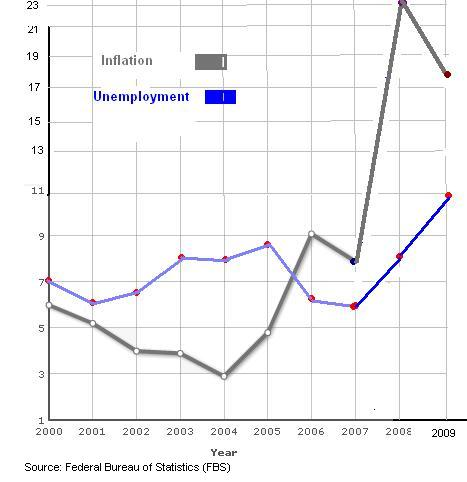 23
21
19
Inflation
17
Unemployment
15
13
11
9
7
5
3
1
2000 2001 2002 2003 2004 2005 2006 2007 2008 2009
Year
Source: Federal Bureau of Statistics (FBS)